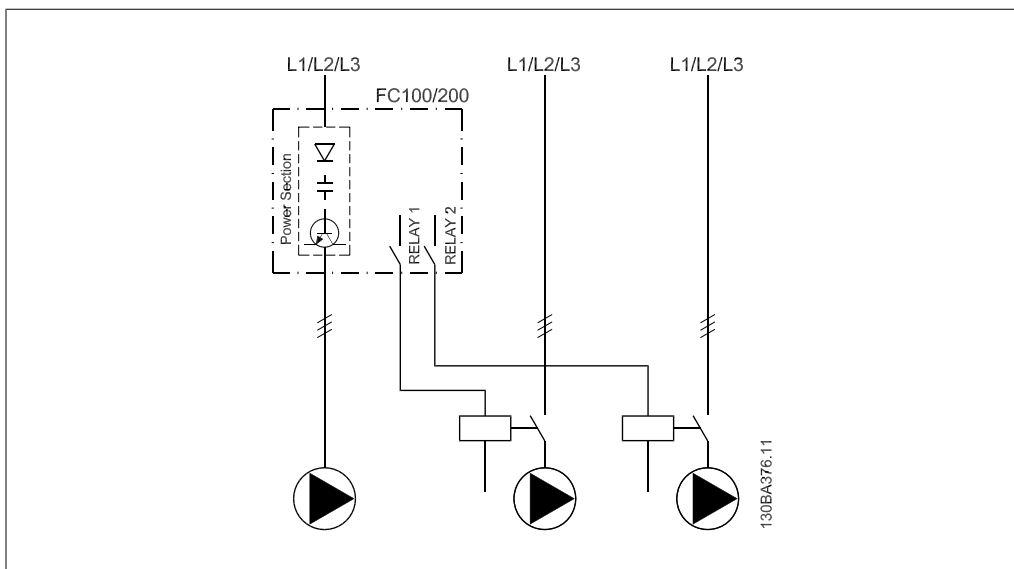 L1/L2/L3
L1/L2/L3
L1/L2/L3
FC100/200
Power Section
RELAY 1
RELAY 2
130BA376.11